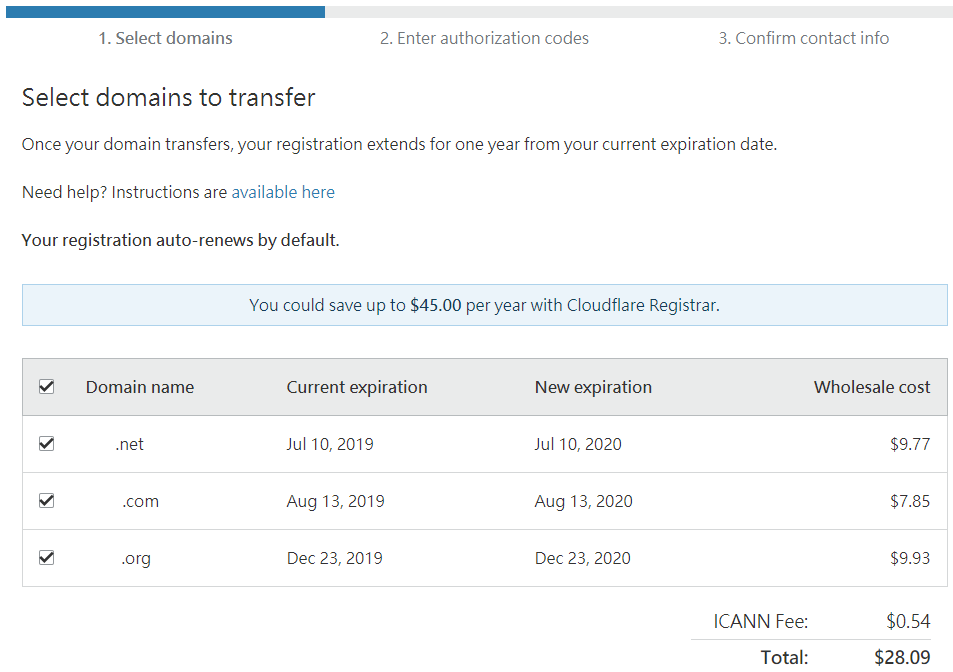 1. Select domains 2. Enter authorization codes 3. Confirm contact info
Select domains to transfer
Once your domain transfers, your registration extends for one year from your current expiration date.
Need help? Instructions are available here
Your registration auto-renews by default.
You could save up to $45.00 per year with Cloudflare Registrar.
Domain name Current expiration New expiration Wholesale cost
.net Jul 10, 2019 Jul 10, 2020 $9.77
.com Aug 13, 2019 Aug 13, 2020 $7.85
.org Dec 23, 2019 Dec 23, 2020 $9.93
ICANN Fee: $0.54
Total: $28.09